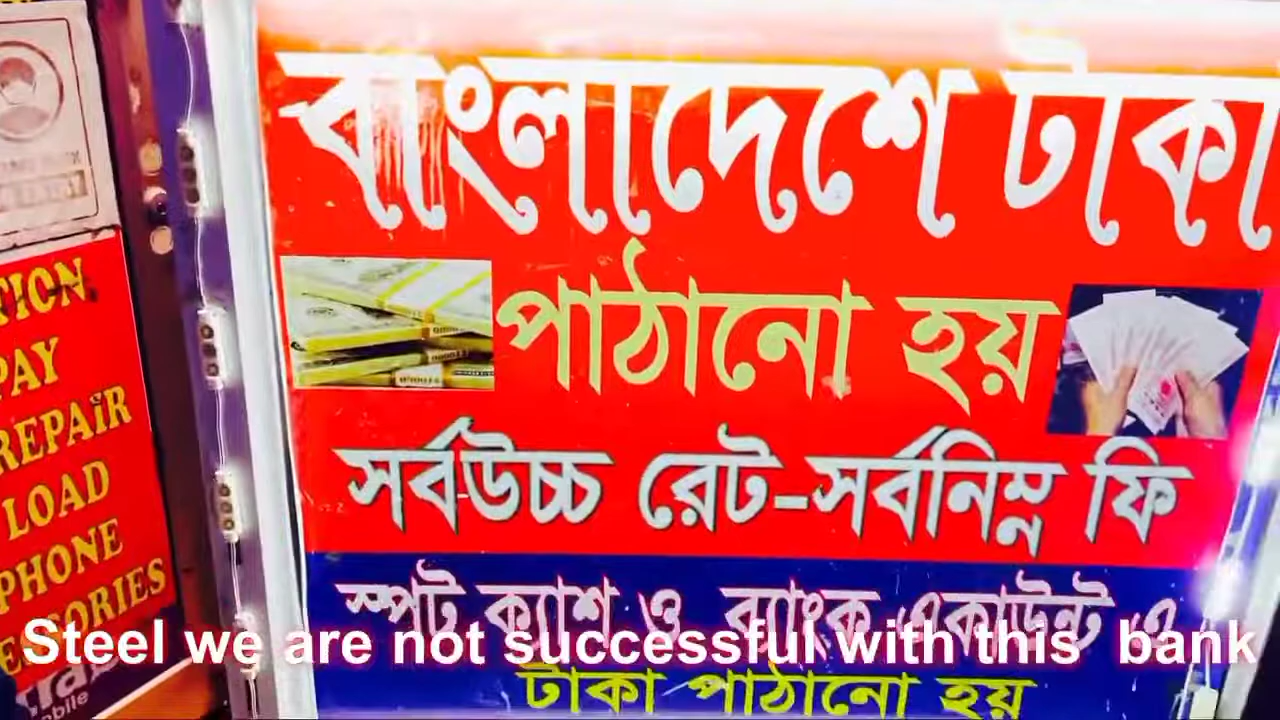 TION
PAY
REPAiR
LOAD
PHONE
বাংলাদেশে টাকা
পাঠানো হয়
সর্বউচ্চ রেট-সর্বনিম্ন ফি
স্পট ক্যাশ ও ব্যাংক একাউন্ট এ
টাকা পাঠানো হয়
Steel we are not successful with this bank